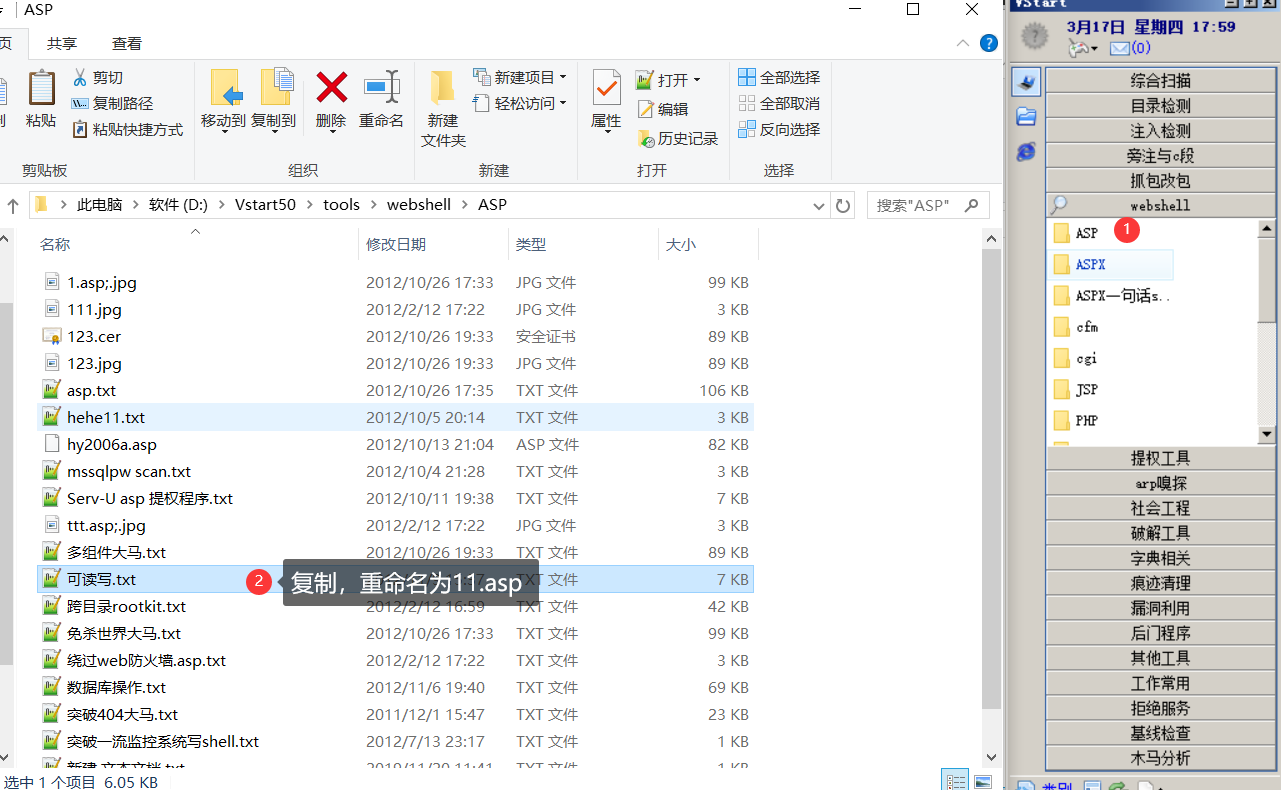 ASP
页 共享 查看
粘贴
剪切
复制路径
粘贴快捷方式
剪贴板
移动到 复制到 删除 重命名
组织
新建
文件夹
新建项目
轻松访问
新建
属性
打开
编辑
历史记录
打开
全部选择
全部取消
反向选择
选择
此电脑 > 软件 (D:) > Vstart50 > tools > webshell > ASP
搜索"ASP"
名称 修改日期 类型 大小
1.asp;.jpg 2012/10/26 17:33 JPG 文件 99 KB
111.jpg 2012/2/12 17:22 JPG 文件 3 KB
123.cer 2012/10/26 19:33 安全证书 89 KB
123.jpg 2012/10/26 19:33 JPG 文件 89 KB
asp.txt 2012/10/26 17:35 TXT 文件 106 KB
hehe11.txt 2012/10/5 20:14 TXT 文件 3 KB
hy2006a.asp 2012/10/13 21:04 ASP 文件 82 KB
mssqlpw scan.txt 2012/10/4 21:28 TXT 文件 3 KB
Serv-U asp 提权程序.txt 2012/10/11 19:38 TXT 文件 7 KB
ttt.asp;.jpg 2012/2/12 17:22 JPG 文件 3 KB
多组件大马.txt 2012/10/26 19:33 TXT 文件 89 KB
可读写.txt TXT 文件 7 KB
2 复制，重命名为11.asp
跨目录rootkit.txt 2012/2/12 16:59 TXT 文件 42 KB
免杀世界大马.txt 2012/10/26 17:33 TXT 文件 99 KB
绕过web防火墙.asp.txt 2012/2/12 17:22 TXT 文件 3 KB
数据库操作.txt 2012/11/6 19:40 TXT 文件 69 KB
突破404大马.txt 2011/12/1 15:47 TXT 文件 23 KB
突破一流监控系统写shell.txt 2012/7/13 23:17 TXT 文件 1 KB
新建 文本文档.txt 2019/11/20 11:41 TXT 文件 1 KB
选中 1 个项目 6.05 KB
VStart
3月17日 星期四 17:59
(0)
综合扫描
目录检测
注入检测
旁注与c段
抓包改包
webshell
ASP 1
ASPX
ASPX一句话s..
cfm
cgi
JSP
PHP
提权工具
arp嗅探
社会工程
破解工具
字典相关
痕迹清理
漏洞利用
后门程序
其他工具
工作常用
拒绝服务
基线检查
木马分析
类别